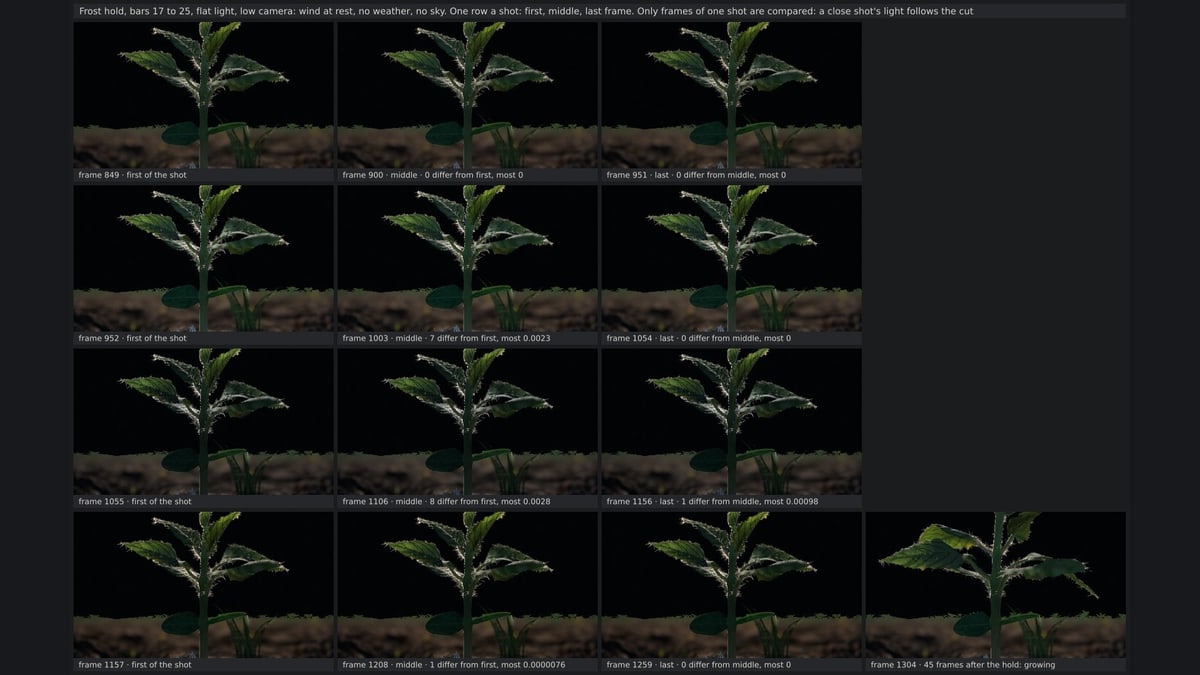 Frost hold, bars 17 to 25, flat light, low camera: wind at rest, no weather, no sky. One row a shot: first, middle, last frame. Only frames of one shot are compared: a close shot's light follows the cut
frame 849 · first of the shot
frame 900 · middle · 0 differ from first, most 0
frame 951 · last · 0 differ from middle, most 0
frame 952 · first of the shot
frame 1003 · middle · 7 differ from first, most 0.0023
frame 1054 · last · 0 differ from middle, most 0
frame 1055 · first of the shot
frame 1106 · middle · 8 differ from first, most 0.0028
frame 1156 · last · 1 differ from middle, most 0.00098
frame 1157 · first of the shot
frame 1208 · middle · 1 differ from first, most 0.0000076
frame 1259 · last · 0 differ from middle, most 0
frame 1304 · 45 frames after the hold: growing